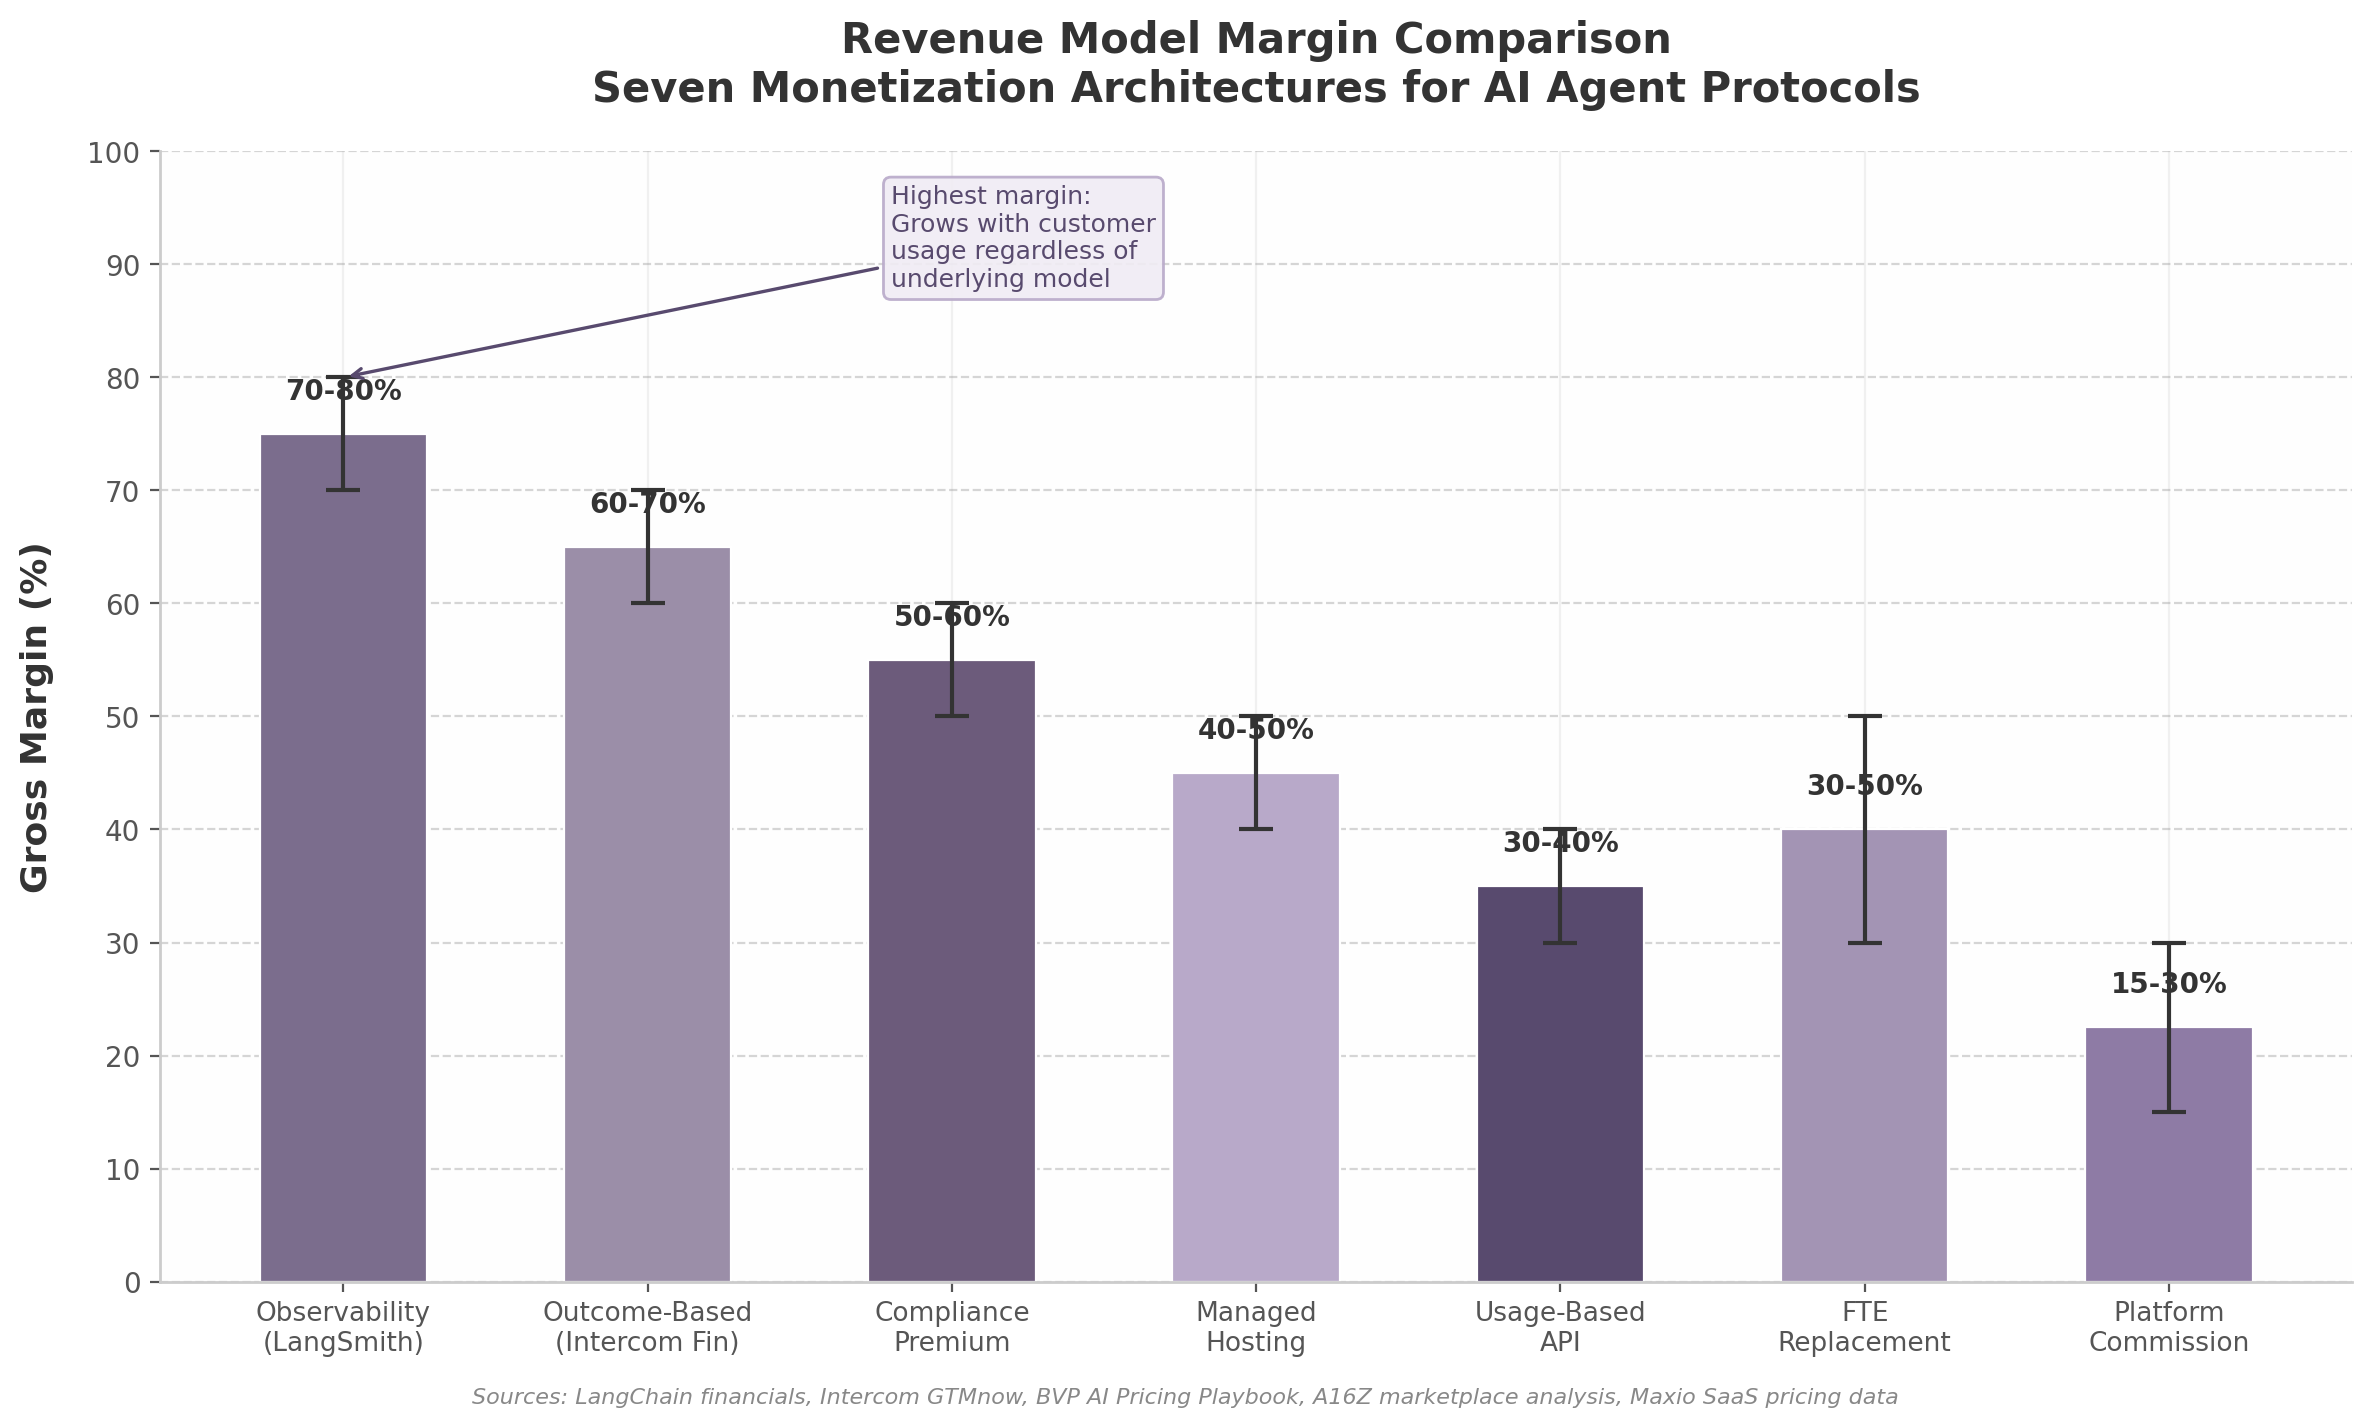 Revenue Model Margin Comparison
Seven Monetization Architectures for AI Agent Protocols
Gross Margin (%)
100
90
80
70
60
50
40
30
20
10
0
Highest margin:
Grows with customer
usage regardless of
underlying model
70-80%
60-70%
50-60%
40-50%
30-40%
30-50%
15-30%
Observability
(LangSmith)
Outcome-Based
(Intercom Fin)
Compliance
Premium
Managed
Hosting
Usage-Based
API
FTE
Replacement
Platform
Commission
Sources: LangChain financials, Intercom GTMnow, BVP AI Pricing Playbook, A16Z marketplace analysis, Maxio SaaS pricing data